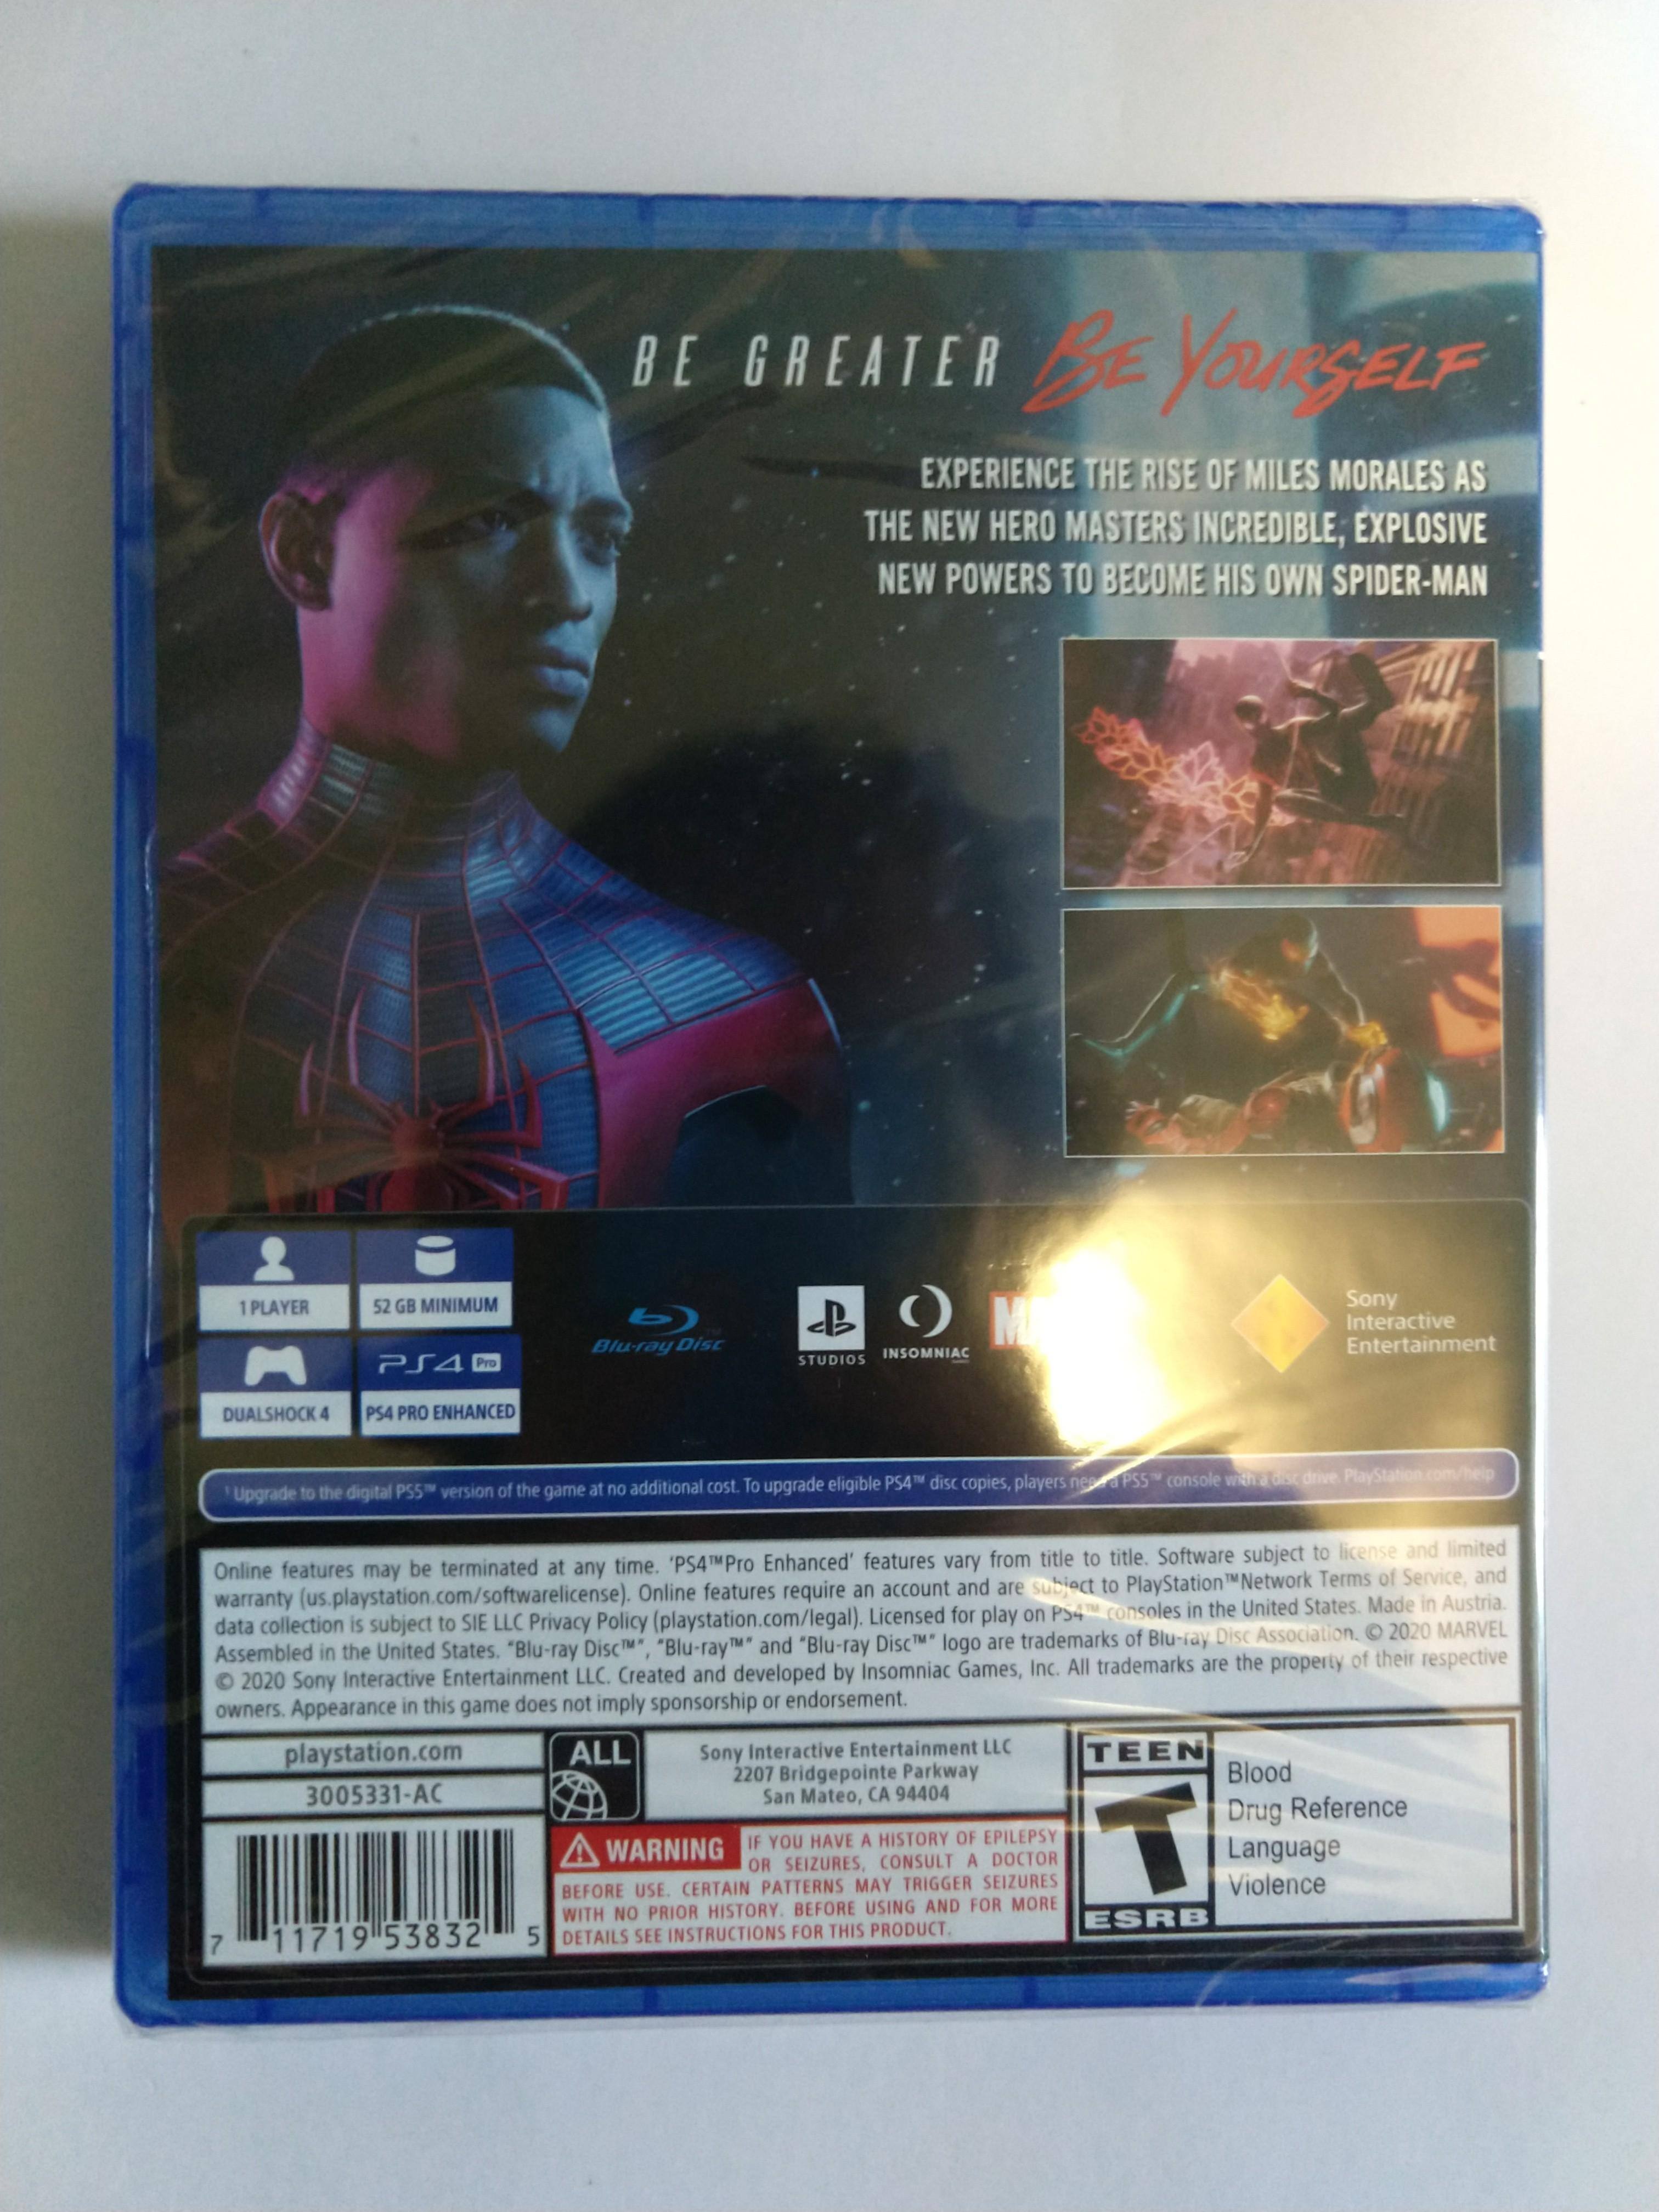 BE GREATER BE YOURSELF
EXPERIENCE THE RISE OF MILES MORALES AS
THE NEW HERO MASTERS INCREDIBLE, EXPLOSIVE
NEW POWERS TO BECOME HIS OWN SPIDER-MAN
1 PLAYER
52 GB MINIMUM
PS4 Pro
DUALSHOCK 4
PS4 PRO ENHANCED
Blu-ray Disc
STUDIOS
INSOMNIAC
GAMES
Sony
Interactive
Entertainment
¹ Upgrade to the digital PS5™ version of the game at no additional cost. To upgrade eligible PS4™ disc copies, players need a PS5™ console with a disc drive. PlayStation.com/help
Online features may be terminated at any time. 'PS4™Pro Enhanced' features vary from title to title. Software subject to license and limited
warranty (us.playstation.com/softwarelicense). Online features require an account and are subject to PlayStation™Network Terms of Service, and
data collection is subject to SIE LLC Privacy Policy (playstation.com/legal). Licensed for play on PS4™ consoles in the United States. Made in Austria.
Assembled in the United States. "Blu-ray Disc™", "Blu-ray™" and "Blu-ray Disc™" logo are trademarks of Blu-ray Disc Association. © 2020 MARVEL
© 2020 Sony Interactive Entertainment LLC. Created and developed by Insomniac Games, Inc. All trademarks are the property of their respective
owners. Appearance in this game does not imply sponsorship or endorsement.
playstation.com
3005331-AC
7 11719 53832 5
ALL
Sony Interactive Entertainment LLC
2207 Bridgepointe Parkway
San Mateo, CA 94404
WARNING IF YOU HAVE A HISTORY OF EPILEPSY
OR SEIZURES, CONSULT A DOCTOR
BEFORE USE. CERTAIN PATTERNS MAY TRIGGER SEIZURES
WITH NO PRIOR HISTORY. BEFORE USING AND FOR MORE
DETAILS SEE INSTRUCTIONS FOR THIS PRODUCT.
TEEN
T
ESRB
Blood
Drug Reference
Language
Violence